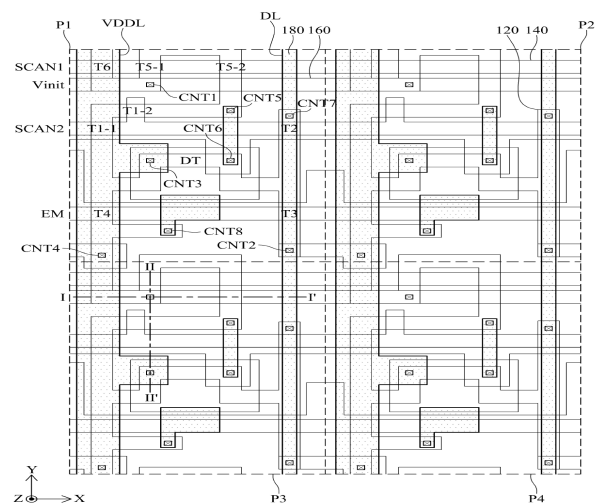 P1 VDDL DL 180 160 120 140 P2
SCAN1 T6 T5-1 T5-2
Vinit CNT1 CNT5 CNT7
T1-2
SCAN2 T1-1 CNT6 T2
DT
CNT3
EM T4 T3
CNT8
CNT4 CNT2
II
I I'
II'
Y
Z X P3 P4